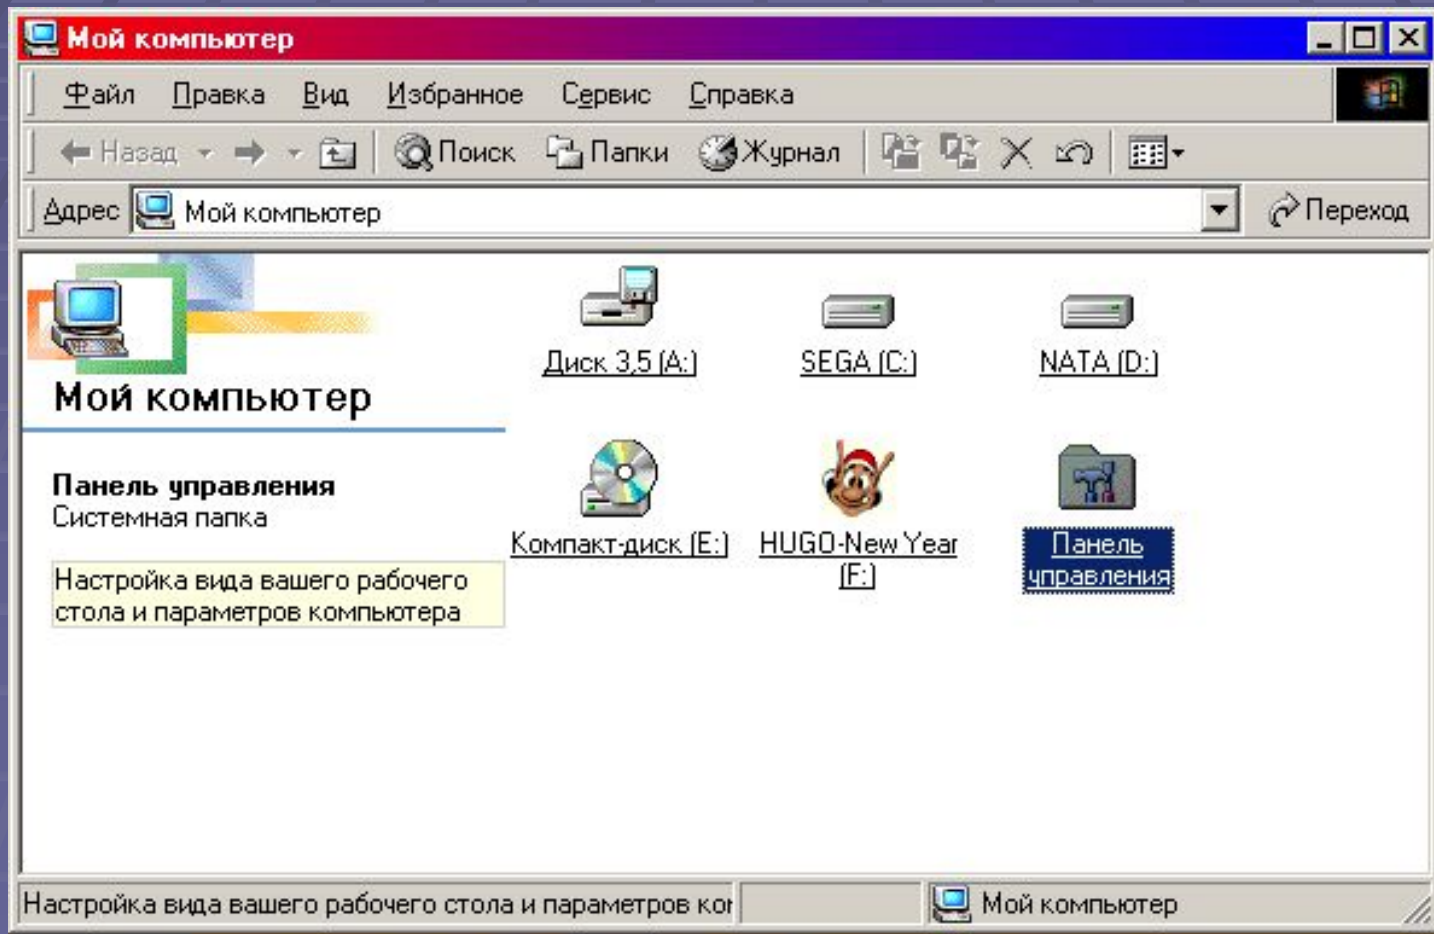 Мой компьютер
Файл Правка Вид Избранное Сервис Справка
Назад Поиск Папки Журнал
Адрес Мой компьютер Переход
Мой компьютер
Панель управления
Системная папка
Настройка вида вашего рабочего
стола и параметров компьютера
Диск 3,5 (A:) SEGA (C:) NATA (D:)
Компакт-диск (E:) HUGO-New Year
(F:)
Панель
управления
Настройка вида вашего рабочего стола и параметров ком
Мой компьютер